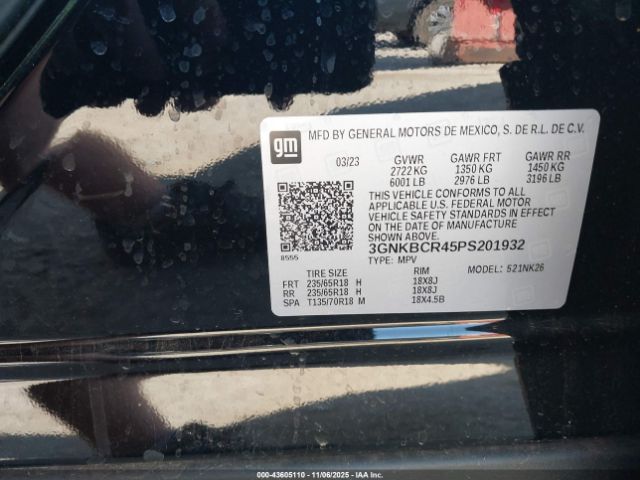 gm
MFD BY GENERAL MOTORS DE MEXICO, S. DE R.L. DE C.V.
03/23 GVWR GAWR FRT GAWR RR
2722 KG 1350 KG 1450 KG
6001 LB 2976 LB 3196 LB
THIS VEHICLE CONFORMS TO ALL
APPLICABLE U.S. FEDERAL MOTOR
VEHICLE SAFETY STANDARDS IN EFFECT
ON THE DATE OF MANUFACTURE
SHOWN ABOVE.
3GNKBCR45PS201932
8555 TYPE: MPV
TIRE SIZE RIM MODEL: 521NK26
FRT 235/65R18 H 18X8J
RR 235/65R18 H 18X8J
SPA T135/70R18 M 18X4.5B
000-43605110 - 11/06/2025 - IAAHC